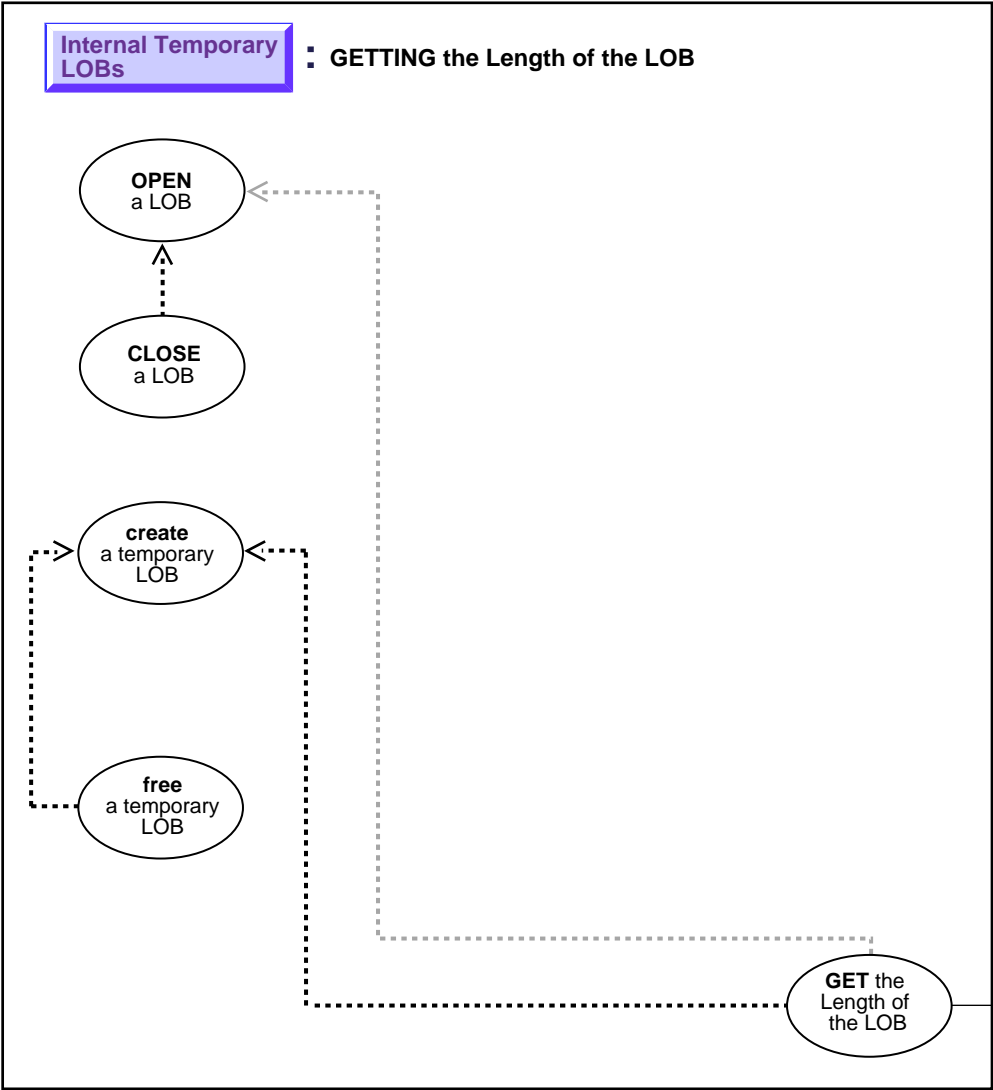 Internal Temporary
LOBs
: GETTING the Length of the LOB
OPEN
a LOB
CLOSE
a LOB
create
a temporary
LOB
free
a temporary
LOB
GET the
Length of
the LOB